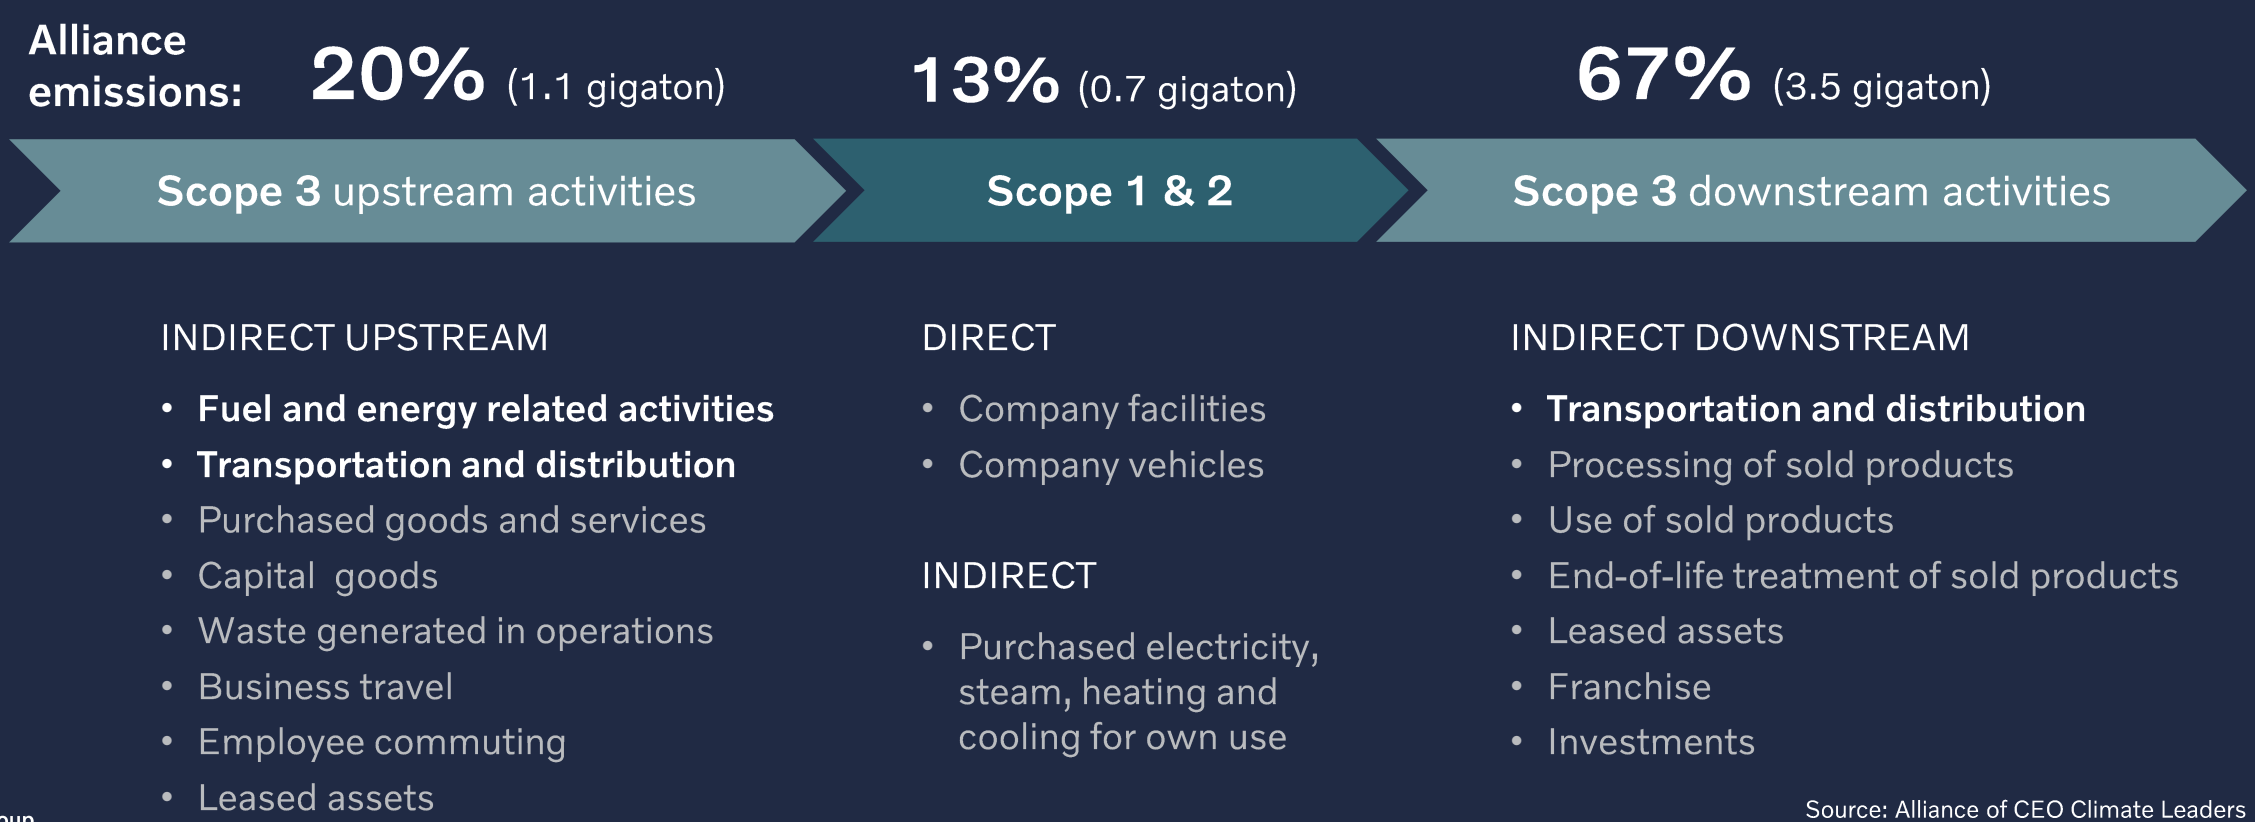 Alliance
emissions:
20% (1.1 gigaton)
13% (0.7 gigaton)
67% (3.5 gigaton)
Scope 3 upstream activities
Scope 1 & 2
Scope 3 downstream activities
INDIRECT UPSTREAM
• Fuel and energy related activities
• Transportation and distribution
• Purchased goods and services
• Capital goods
• Waste generated in operations
• Business travel
• Employee commuting
• Leased assets
DIRECT
• Company facilities
• Company vehicles
INDIRECT
• Purchased electricity,
steam, heating and
cooling for own use
INDIRECT DOWNSTREAM
• Transportation and distribution
• Processing of sold products
• Use of sold products
• End-of-life treatment of sold products
• Leased assets
• Franchise
• Investments
Source: Alliance of CEO Climate Leaders